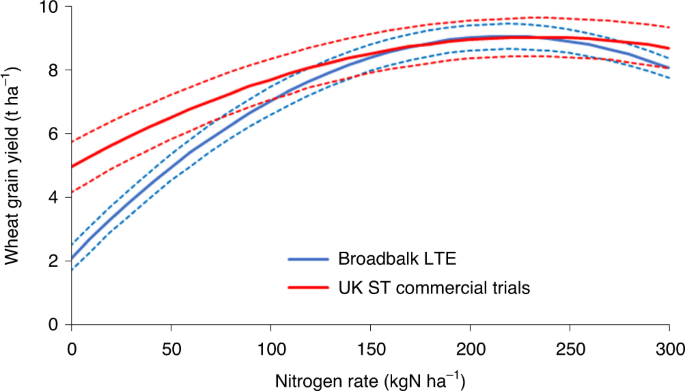 10
8
6
4
2
0
Wheat grain yield (t ha⁻¹)
Broadbalk LTE
UK ST commercial trials
0 50 100 150 200 250 300
Nitrogen rate (kgN ha⁻¹)